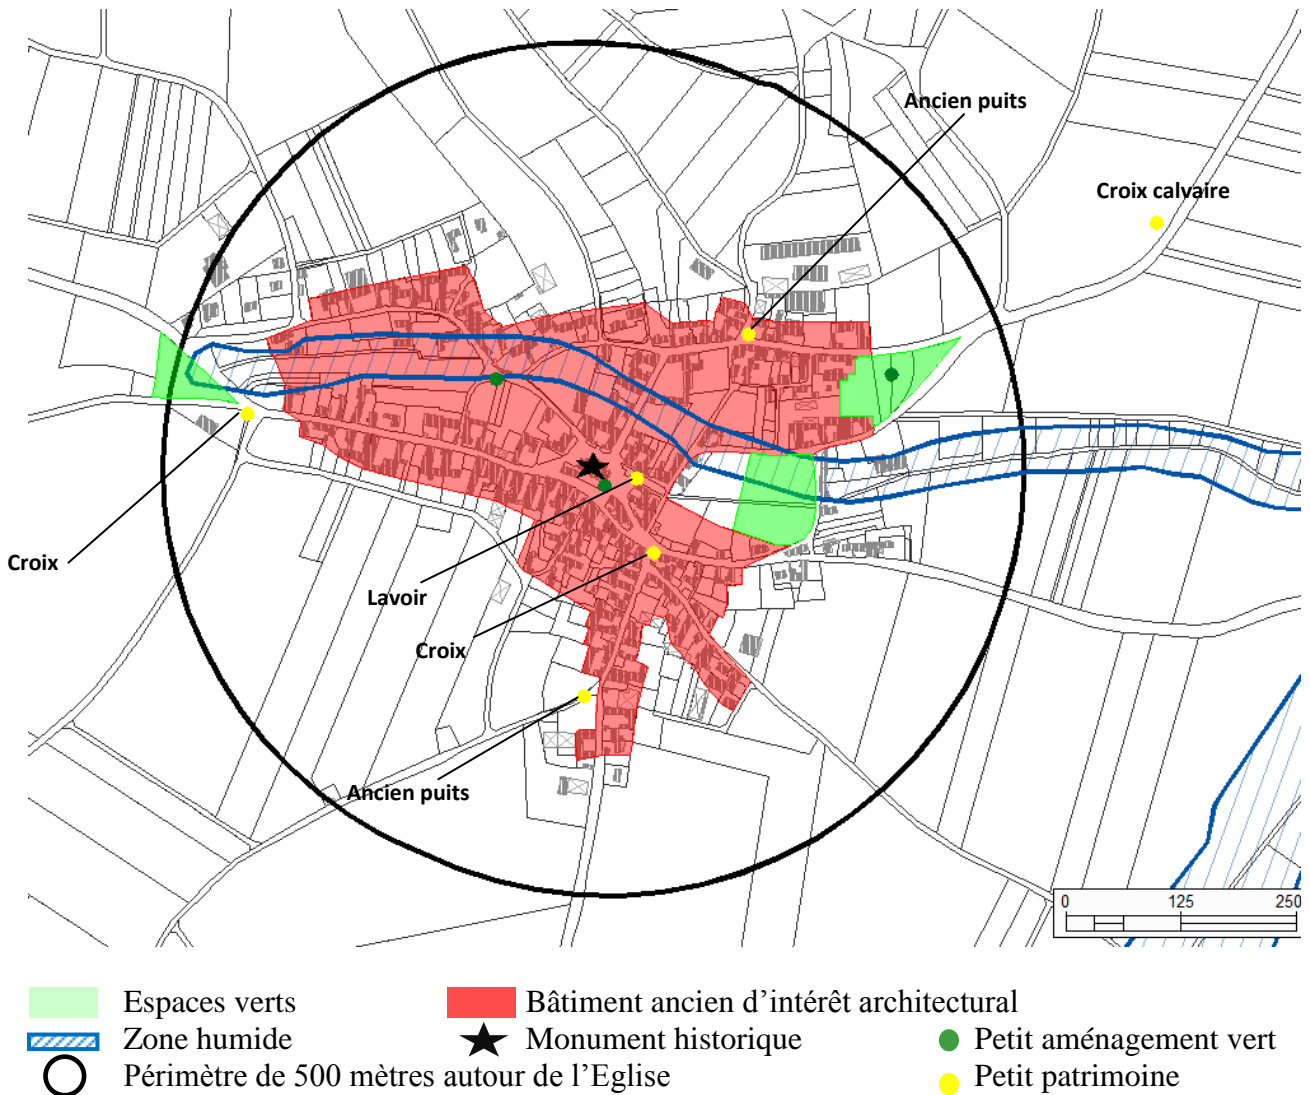 Ancien puits
Croix calvaire
Croix
Lavoir
Croix
Ancien puits
0 125 250
Espaces verts
Bâtiment ancien d’intérêt architectural
Zone humide
Monument historique
Petit aménagement vert
Périmètre de 500 mètres autour de l’Eglise
Petit patrimoine